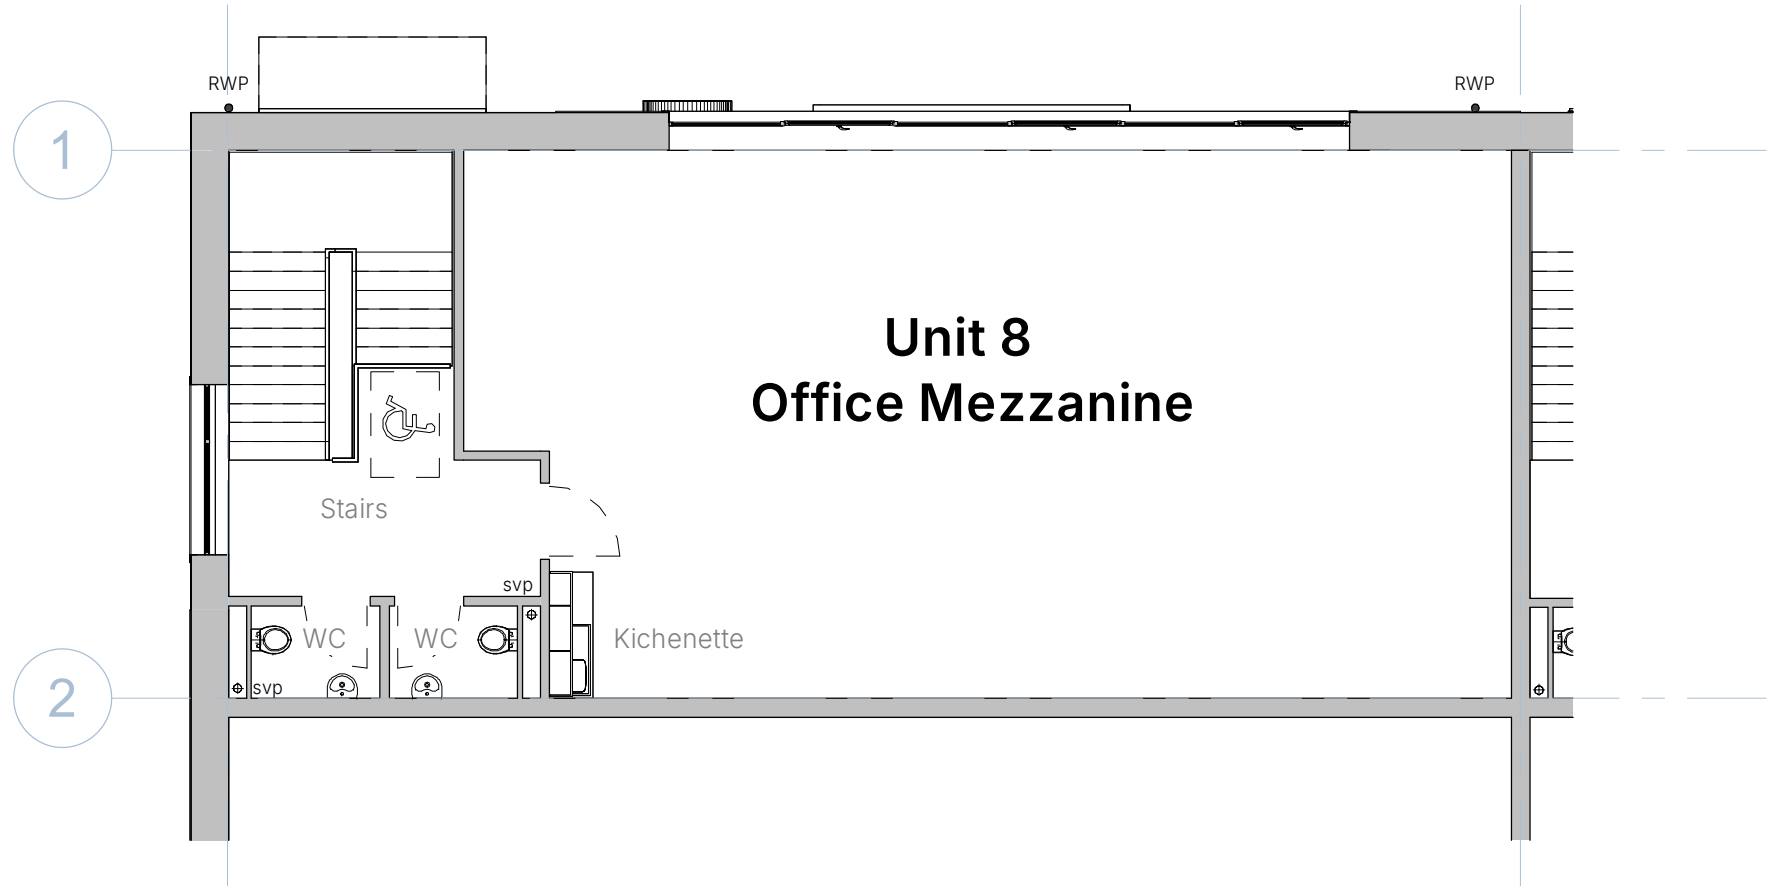 RWP
RWP
1
Unit 8
Office Mezzanine
Stairs
svp
WC
WC
Kichenette
svp
2